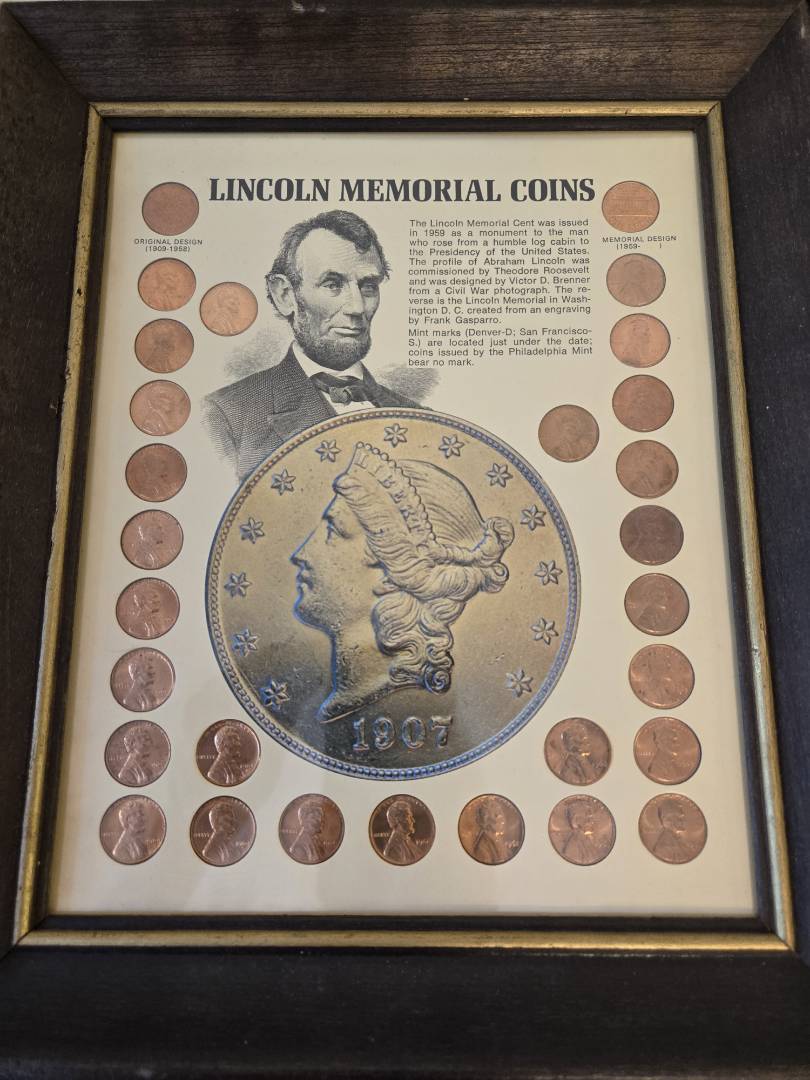 LINCOLN MEMORIAL COINS
ORIGINAL DESIGN
(1909-1958)
The Lincoln Memorial Cent was issued
in 1959 as a monument to the man
who rose from a humble log cabin to
the Presidency of the United States.
The profile of Abraham Lincoln was
commissioned by Theodore Roosevelt
and was designed by Victor D. Brenner
from a Civil War photograph. The re-
verse is the Lincoln Memorial in Wash-
ington D. C. created from an engraving
by Frank Gasparro.
Mint marks (Denver-D; San Francisco-
S.) are located just under the date;
coins issued by the Philadelphia Mint
bear no mark.
MEMORIAL DESIGN
(1959- )
LIBERTY
1907